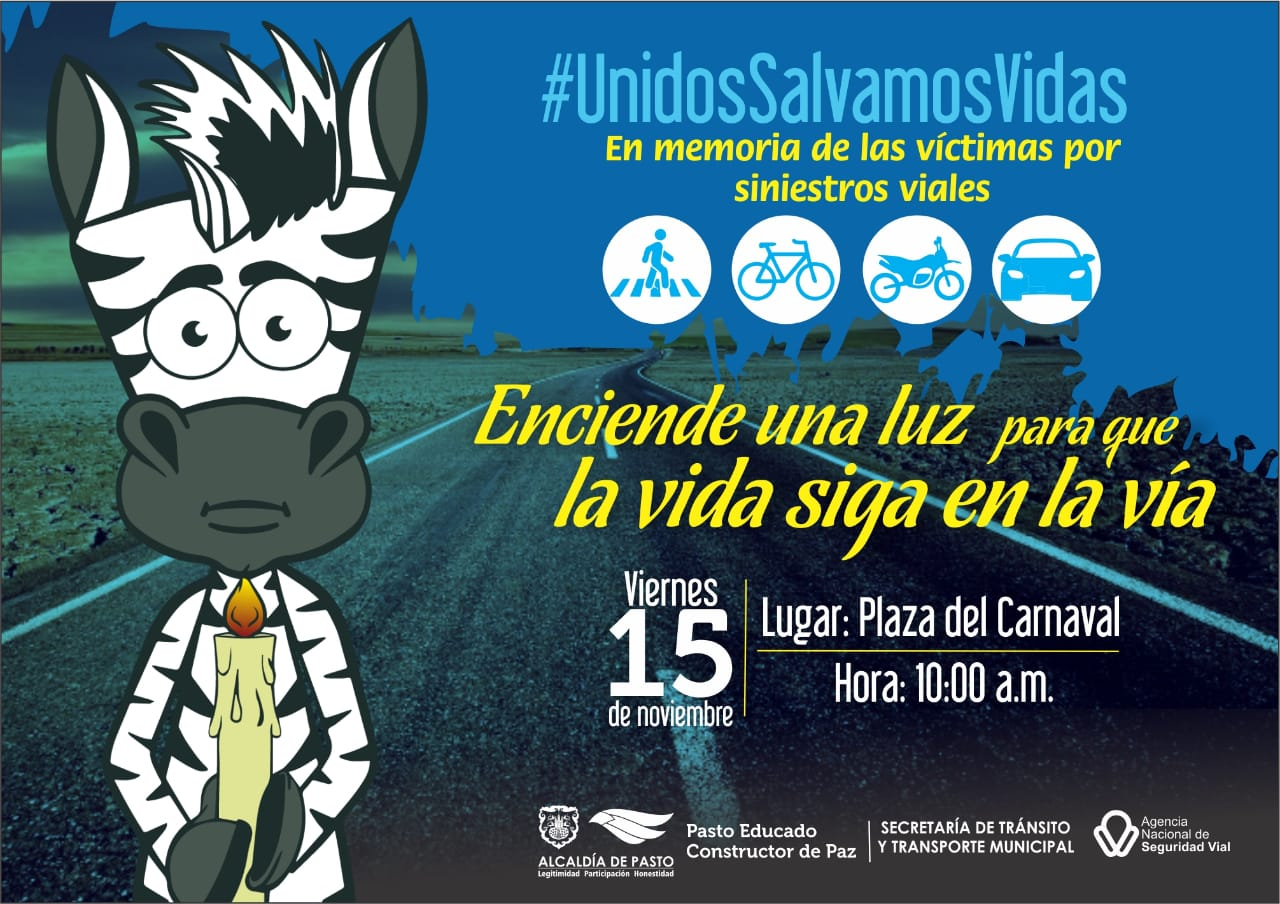 #UnidosSalvamosVidas
En memoria de las víctimas por
siniestros viales
Enciende una luz para que
la vida siga en la vía
Viernes
15
de noviembre
Lugar: Plaza del Carnaval
Hora: 10:00 a.m.
ALCALDÍA DE PASTO
Legitimidad Participación Honestidad
Pasto Educado
Constructor de Paz
SECRETARÍA DE TRÁNSITO
Y TRANSPORTE MUNICIPAL
Agencia
Nacional de
Seguridad Vial